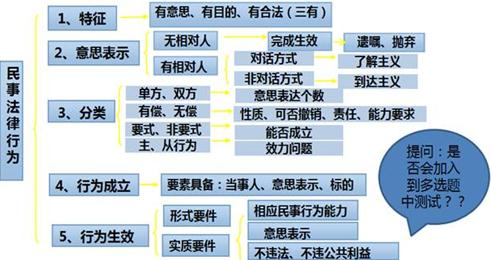 民事法律行为
1、特征
有意思、有目的、有合法（三有）
2、意思表示
无相对人
完成生效
遗嘱、抛弃
有相对人
对话方式
了解主义
非对话方式
到达主义
3、分类
单方、双方
意思表达个数
有偿、无偿
性质、可否撤销、责任、能力要求
要式、非要式
能否成立
主、从行为
效力问题
4、行为成立
要素具备：当事人、意思表示、标的
5、行为生效
形式要件
实质要件
相应民事行为能力
意思表示
不违法、不违公共利益
提问：是
否会加入
到多选题
中测试？？